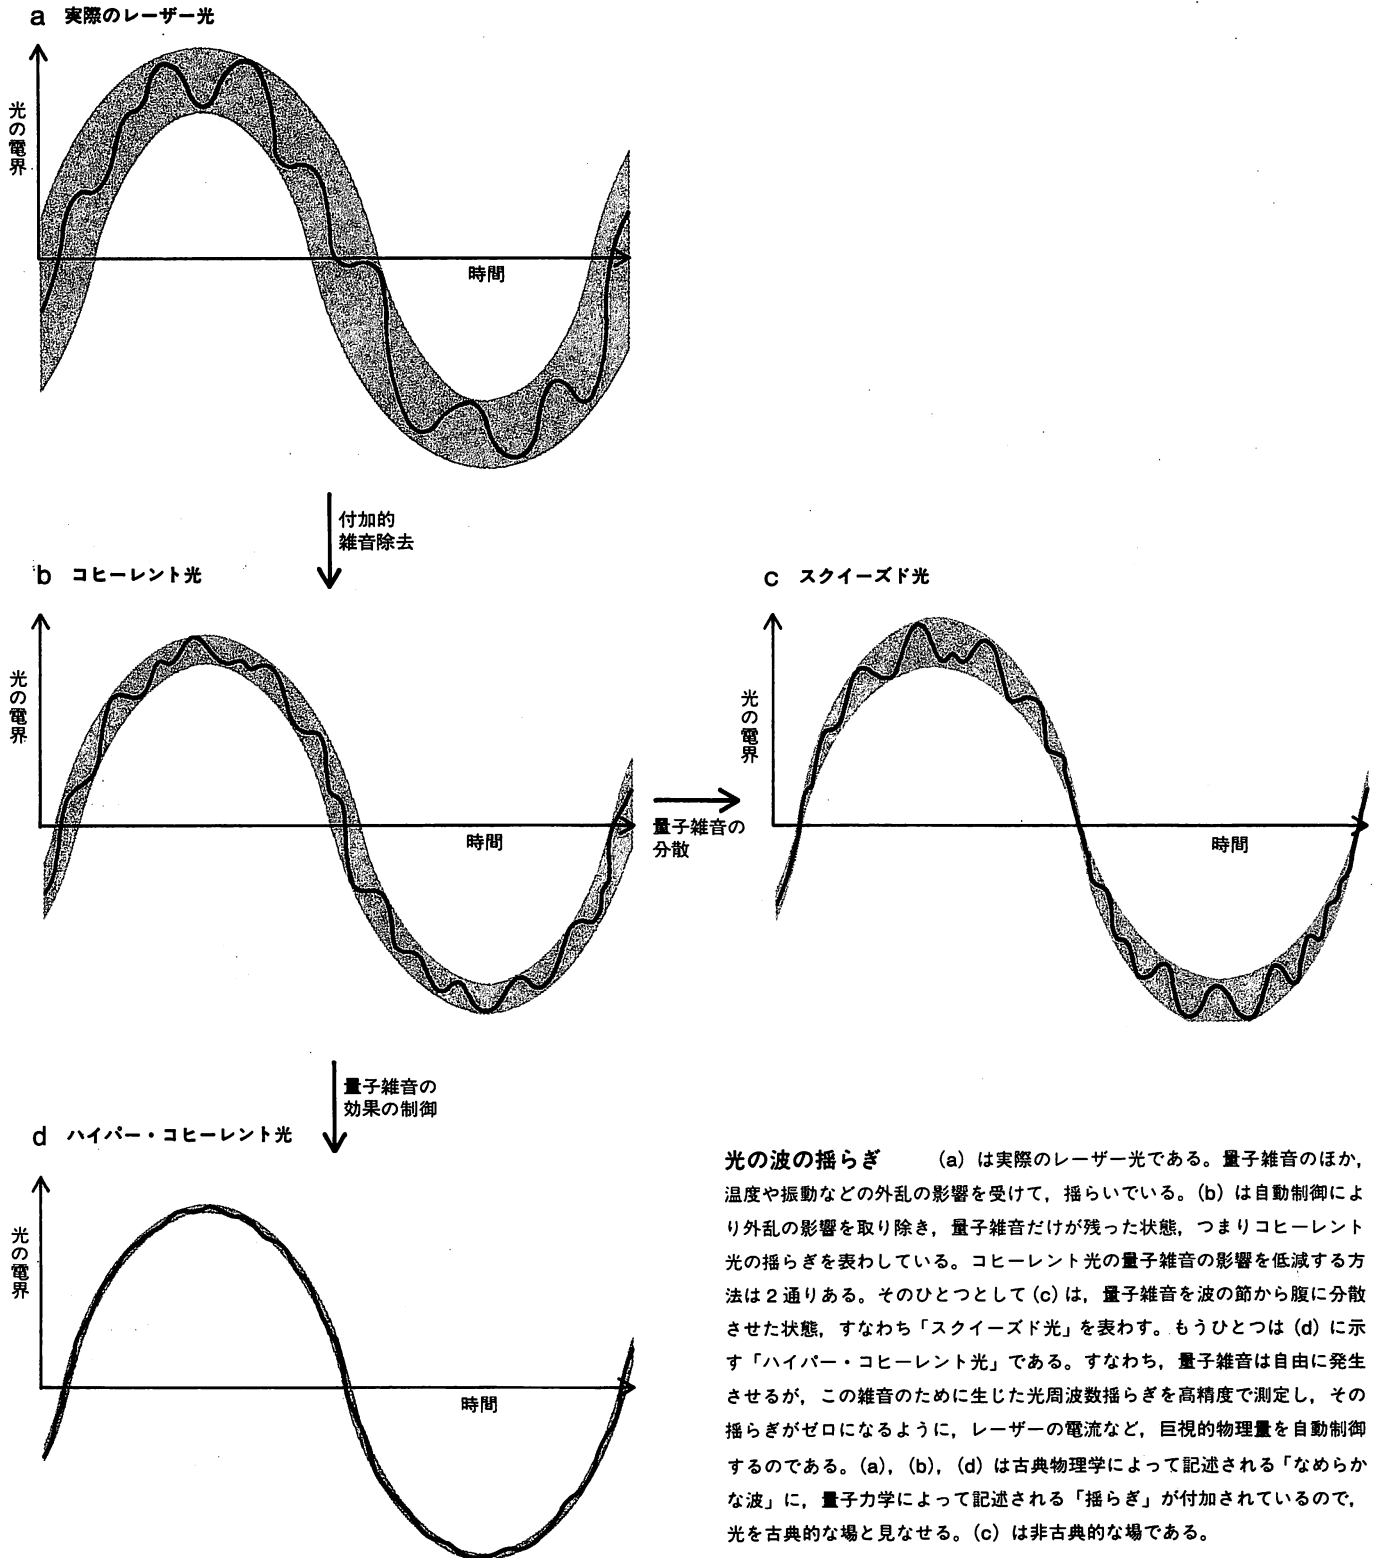 a 実際のレーザー光
光の電界
時間
付加的
雑音除去
b コヒーレント光
光の電界
時間
量子雑音の
分散
c スクイーズド光
光の電界
時間
量子雑音の
効果の制御
d ハイパー・コヒーレント光
光の電界
時間
光の波の揺らぎ (a) は実際のレーザー光である。量子雑音のほか,
温度や振動などの外乱の影響を受けて, 揺らいでいる。(b) は自動制御によ
り外乱の影響を取り除き, 量子雑音だけが残った状態, つまりコヒーレント
光の揺らぎを表わしている。コヒーレント光の量子雑音の影響を低減する方
法は2通りある。そのひとつとして (c) は, 量子雑音を波の節から腹に分散
させた状態, すなわち「スクイーズド光」を表わす。もうひとつは (d) に示
す「ハイパー・コヒーレント光」である。すなわち, 量子雑音は自由に発生
させるが, この雑音のために生じた光周波数揺らぎを高精度で測定し, その
揺らぎがゼロになるように, レーザーの電流など, 巨視的物理量を自動制御
するのである。(a), (b), (d) は古典物理学によって記述される「なめらか
な波」に, 量子力学によって記述される「揺らぎ」が付加されているので,
光を古典的な場と見なせる。(c) は非古典的な場である。